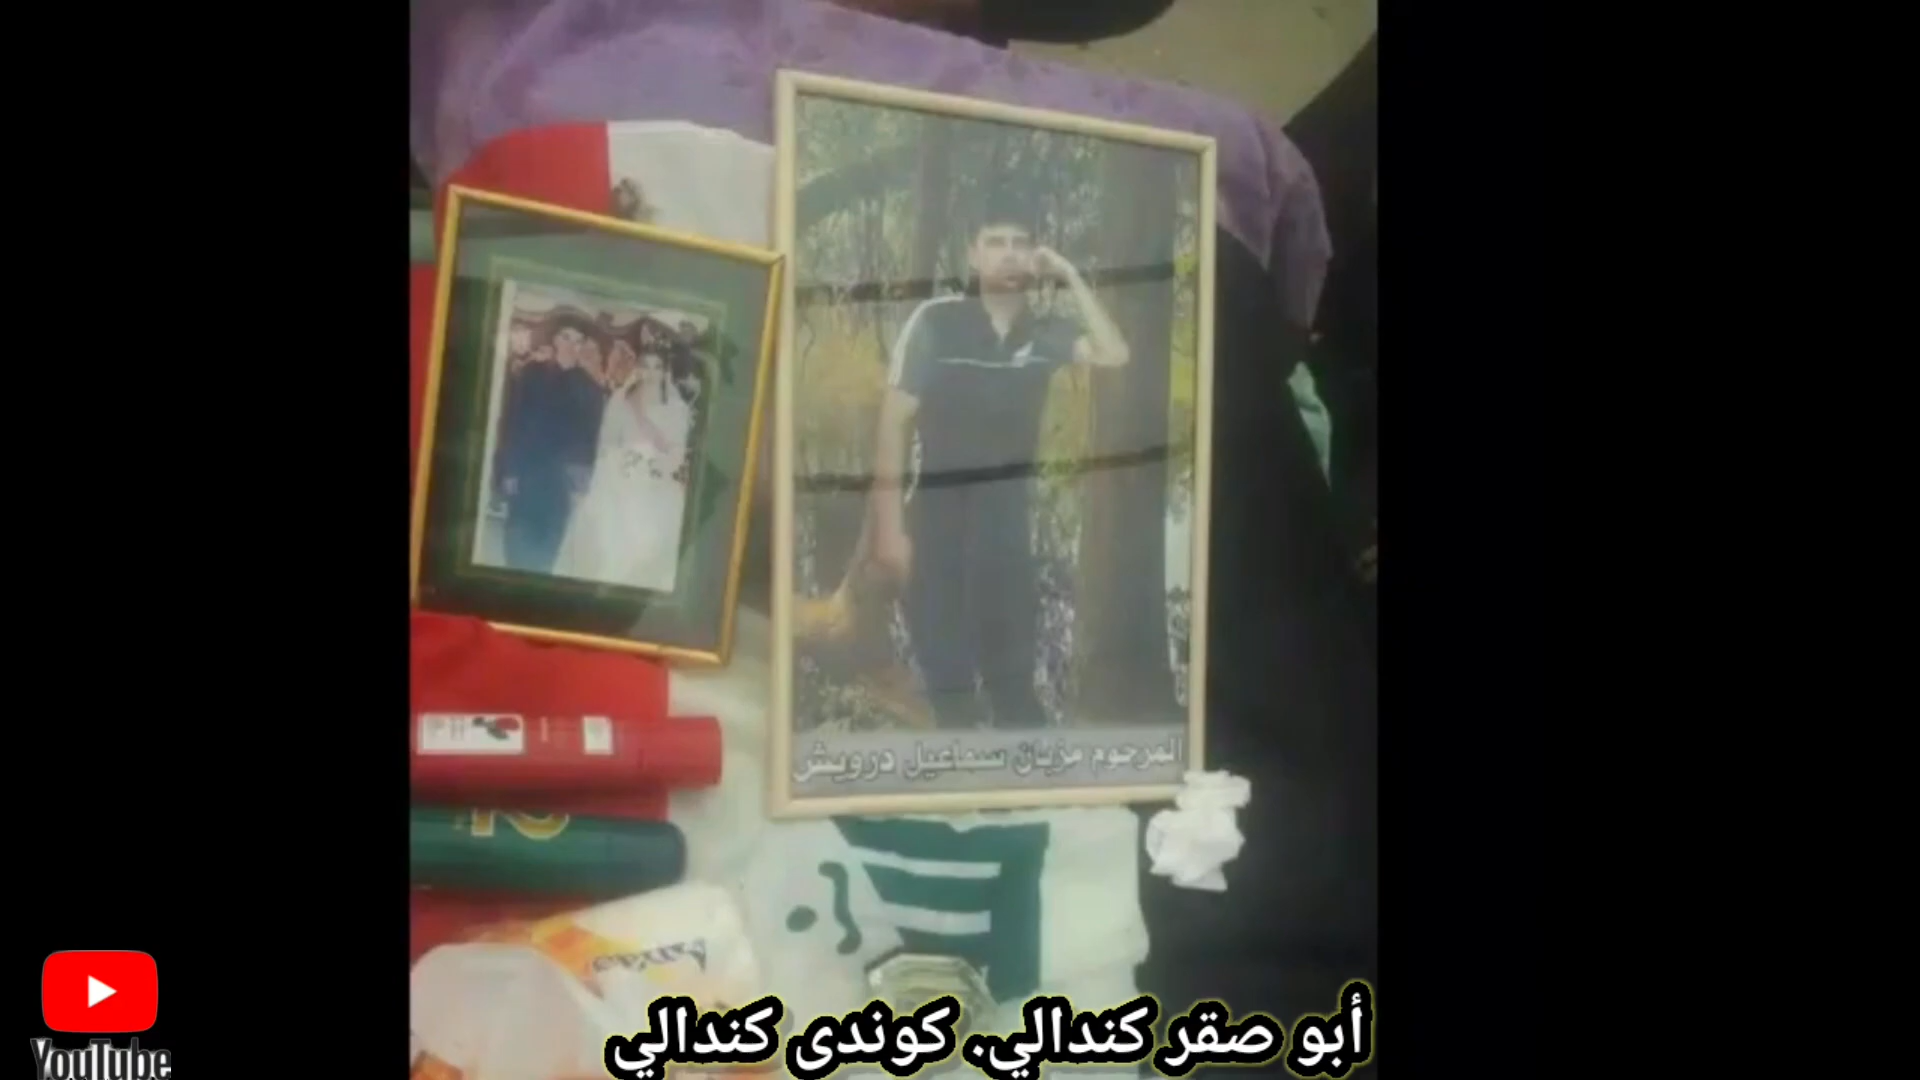 المرحوم مزيان سماعيل درويش
أبو صقر كندالي. كوندى كندالي
YouTube